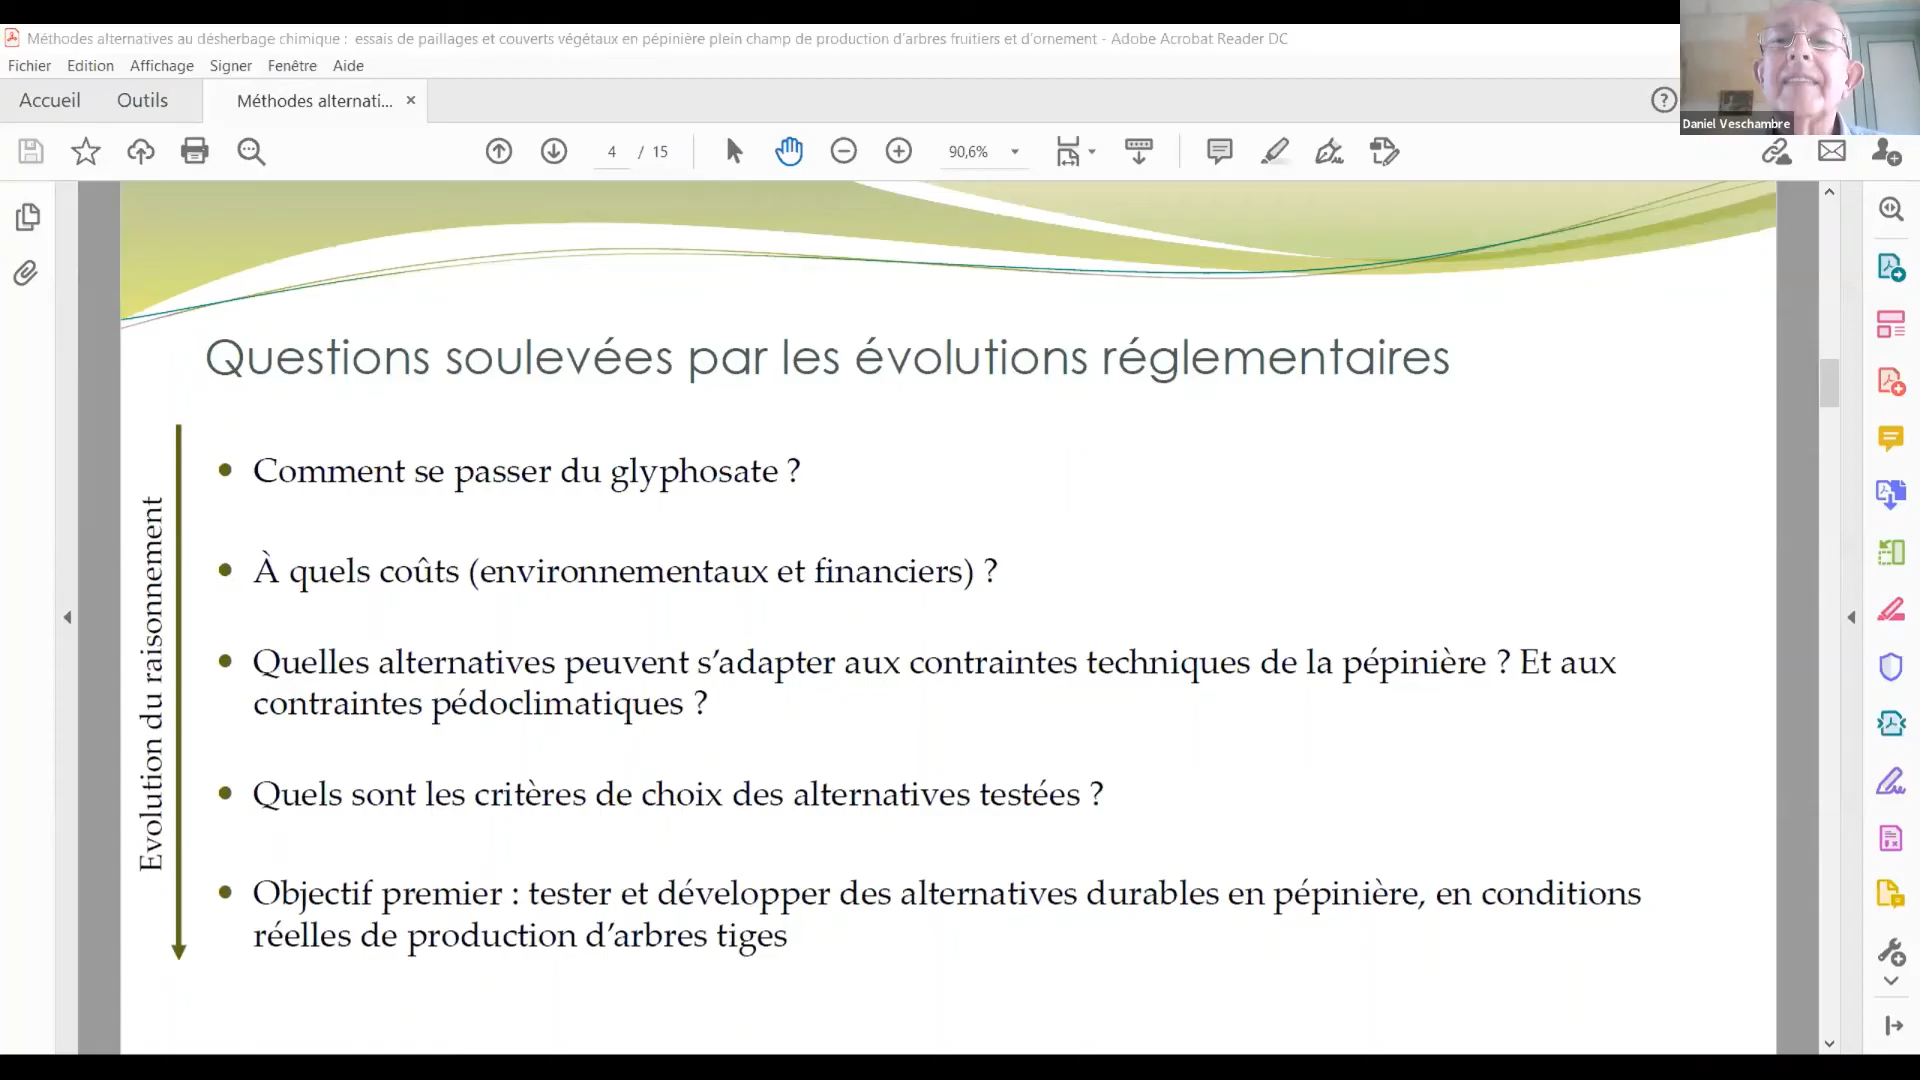 Méthodes alternatives au désherbage chimique : essais de paillages et couverts végétaux en pépinière plein champ de production d'arbres fruitiers et d'ornement - Adobe Acrobat Reader DC
Fichier Edition Affichage Signer Fenêtre Aide
Accueil Outils Méthodes alternati... ×
4 / 15 90,6%
Daniel Veschambre
Questions soulevées par les évolutions réglementaires
Evolution du raisonnement
• Comment se passer du glyphosate ?
• À quels coûts (environnementaux et financiers) ?
• Quelles alternatives peuvent s'adapter aux contraintes techniques de la pépinière ? Et aux
contraintes pédoclimatiques ?
• Quels sont les critères de choix des alternatives testées ?
• Objectif premier : tester et développer des alternatives durables en pépinière, en conditions
réelles de production d'arbres tiges